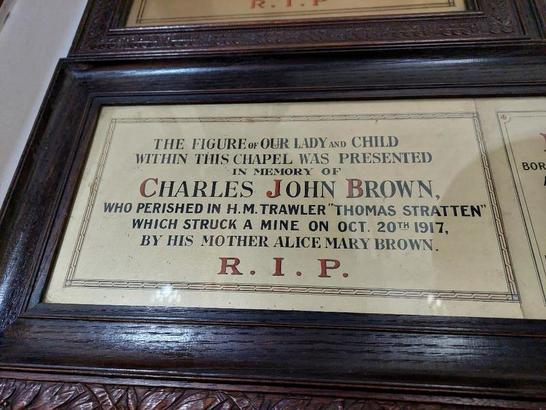 R.I.P
THE FIGURE OF OUR LADY AND CHILD
WITHIN THIS CHAPEL WAS PRESENTED
IN MEMORY OF
CHARLES JOHN BROWN,
WHO PERISHED IN H.M. TRAWLER "THOMAS STRATTEN"
WHICH STRUCK A MINE ON OCT. 20TH 1917,
BY HIS MOTHER ALICE MARY BROWN.
R. I. P.